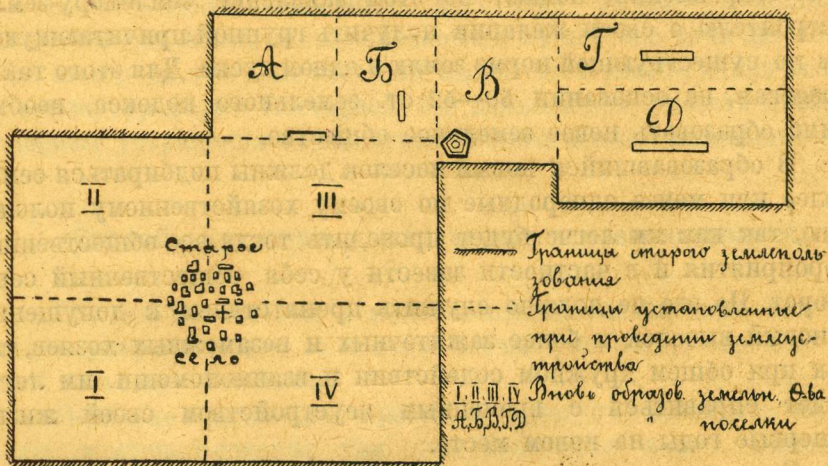 А Б В Г
Д
II III
Старое
село
I IV
Границы старого землеполь
зования
Границы установленные
при проведении землеус
тройства
I, II, III, IV Вновь образов. земельн. О-ва
А,Б,В,Г,Д " поселки